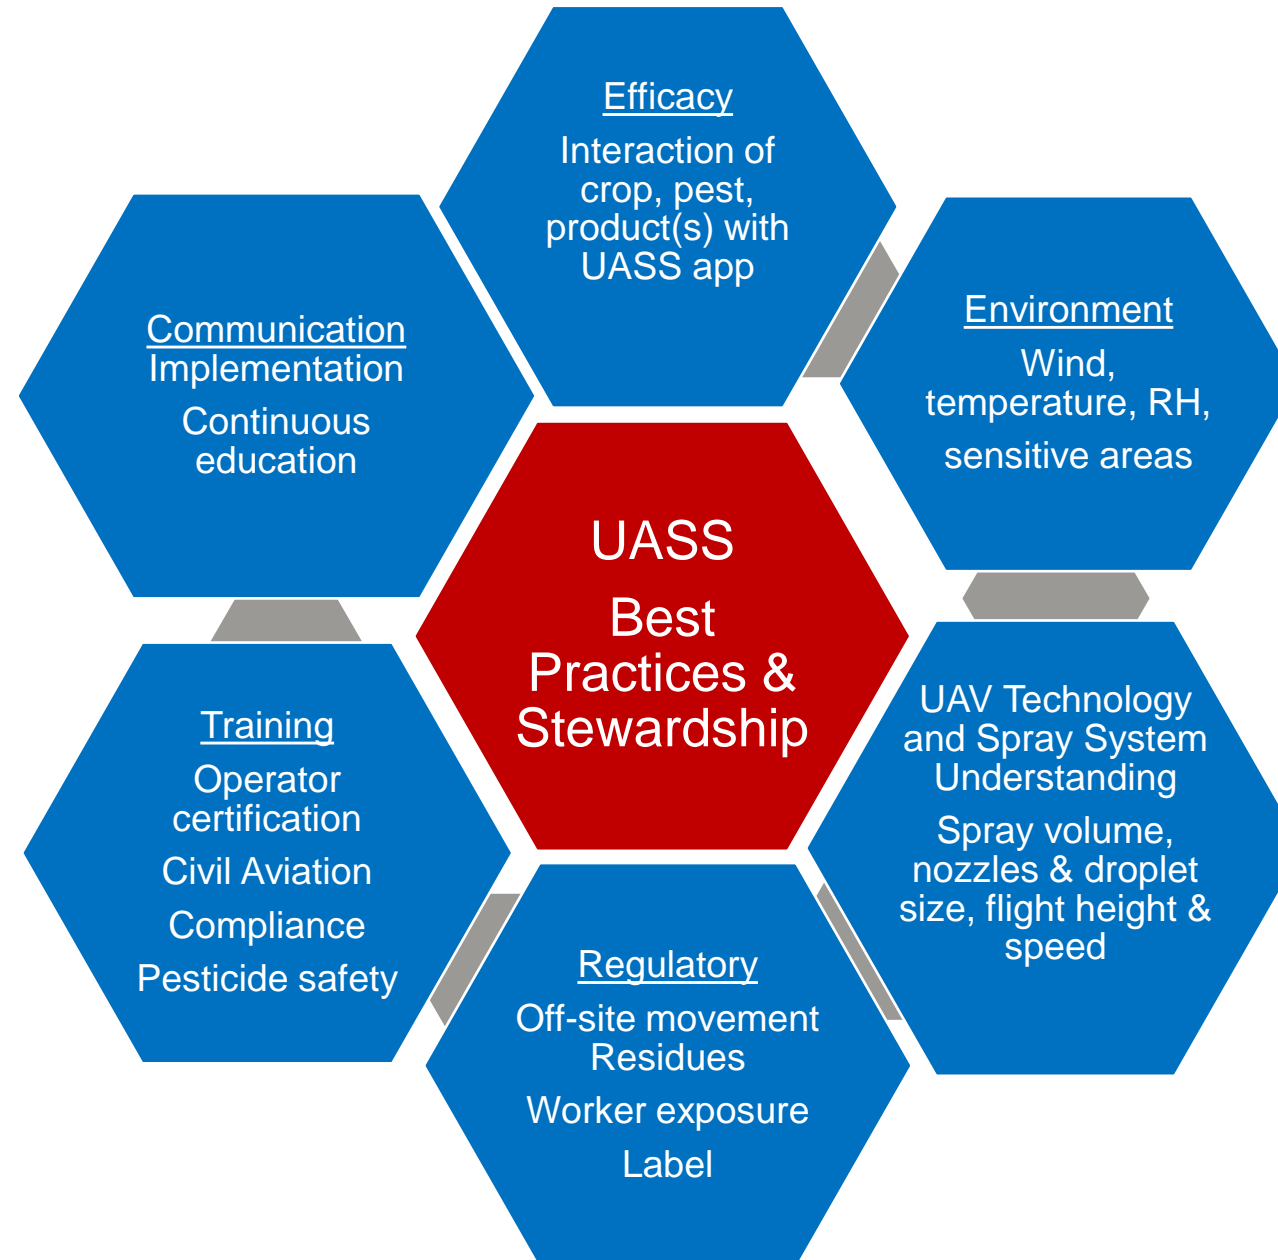 Efficacy
Interaction of
crop, pest,
product(s) with
UASS app
Communication
Implementation
Continuous
education
Environment
Wind,
temperature, RH,
sensitive areas
UASS
Best
Practices &
Stewardship
Training
Operator
certification
Civil Aviation
Compliance
Pesticide safety
UAV Technology
and Spray System
Understanding
Spray volume,
nozzles & droplet
size, flight height &
speed
Regulatory
Off-site movement
Residues
Worker exposure
Label